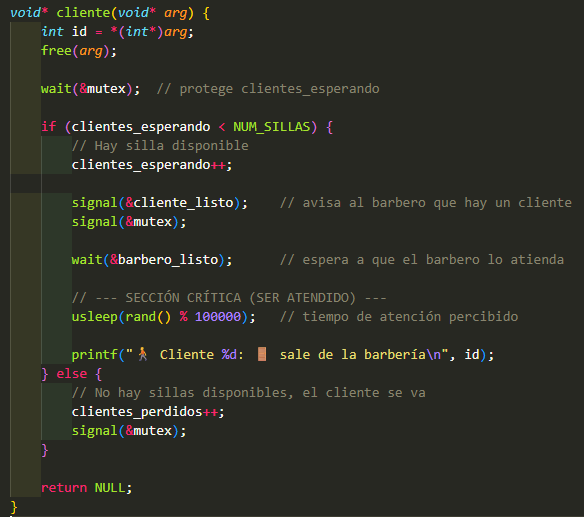 void* cliente(void* arg) {
    int id = *(int*)arg;
    free(arg);

    wait(&mutex);  // protege clientes_esperando

    if (clientes_esperando < NUM_SILLAS) {
        // Hay silla disponible
        clientes_esperando++;

        signal(&cliente_listo);    // avisa al barbero que hay un cliente
        signal(&mutex);

        wait(&barbero_listo);      // espera a que el barbero lo atienda

        // --- SECCIÓN CRÍTICA (SER ATENDIDO) ---
        usleep(rand() % 100000);   // tiempo de atención percibido

        printf("🚶 Cliente %d: 🚪 sale de la barbería\n", id);
    } else {
        // No hay sillas disponibles, el cliente se va
        clientes_perdidos++;
        signal(&mutex);
    }

    return NULL;
}